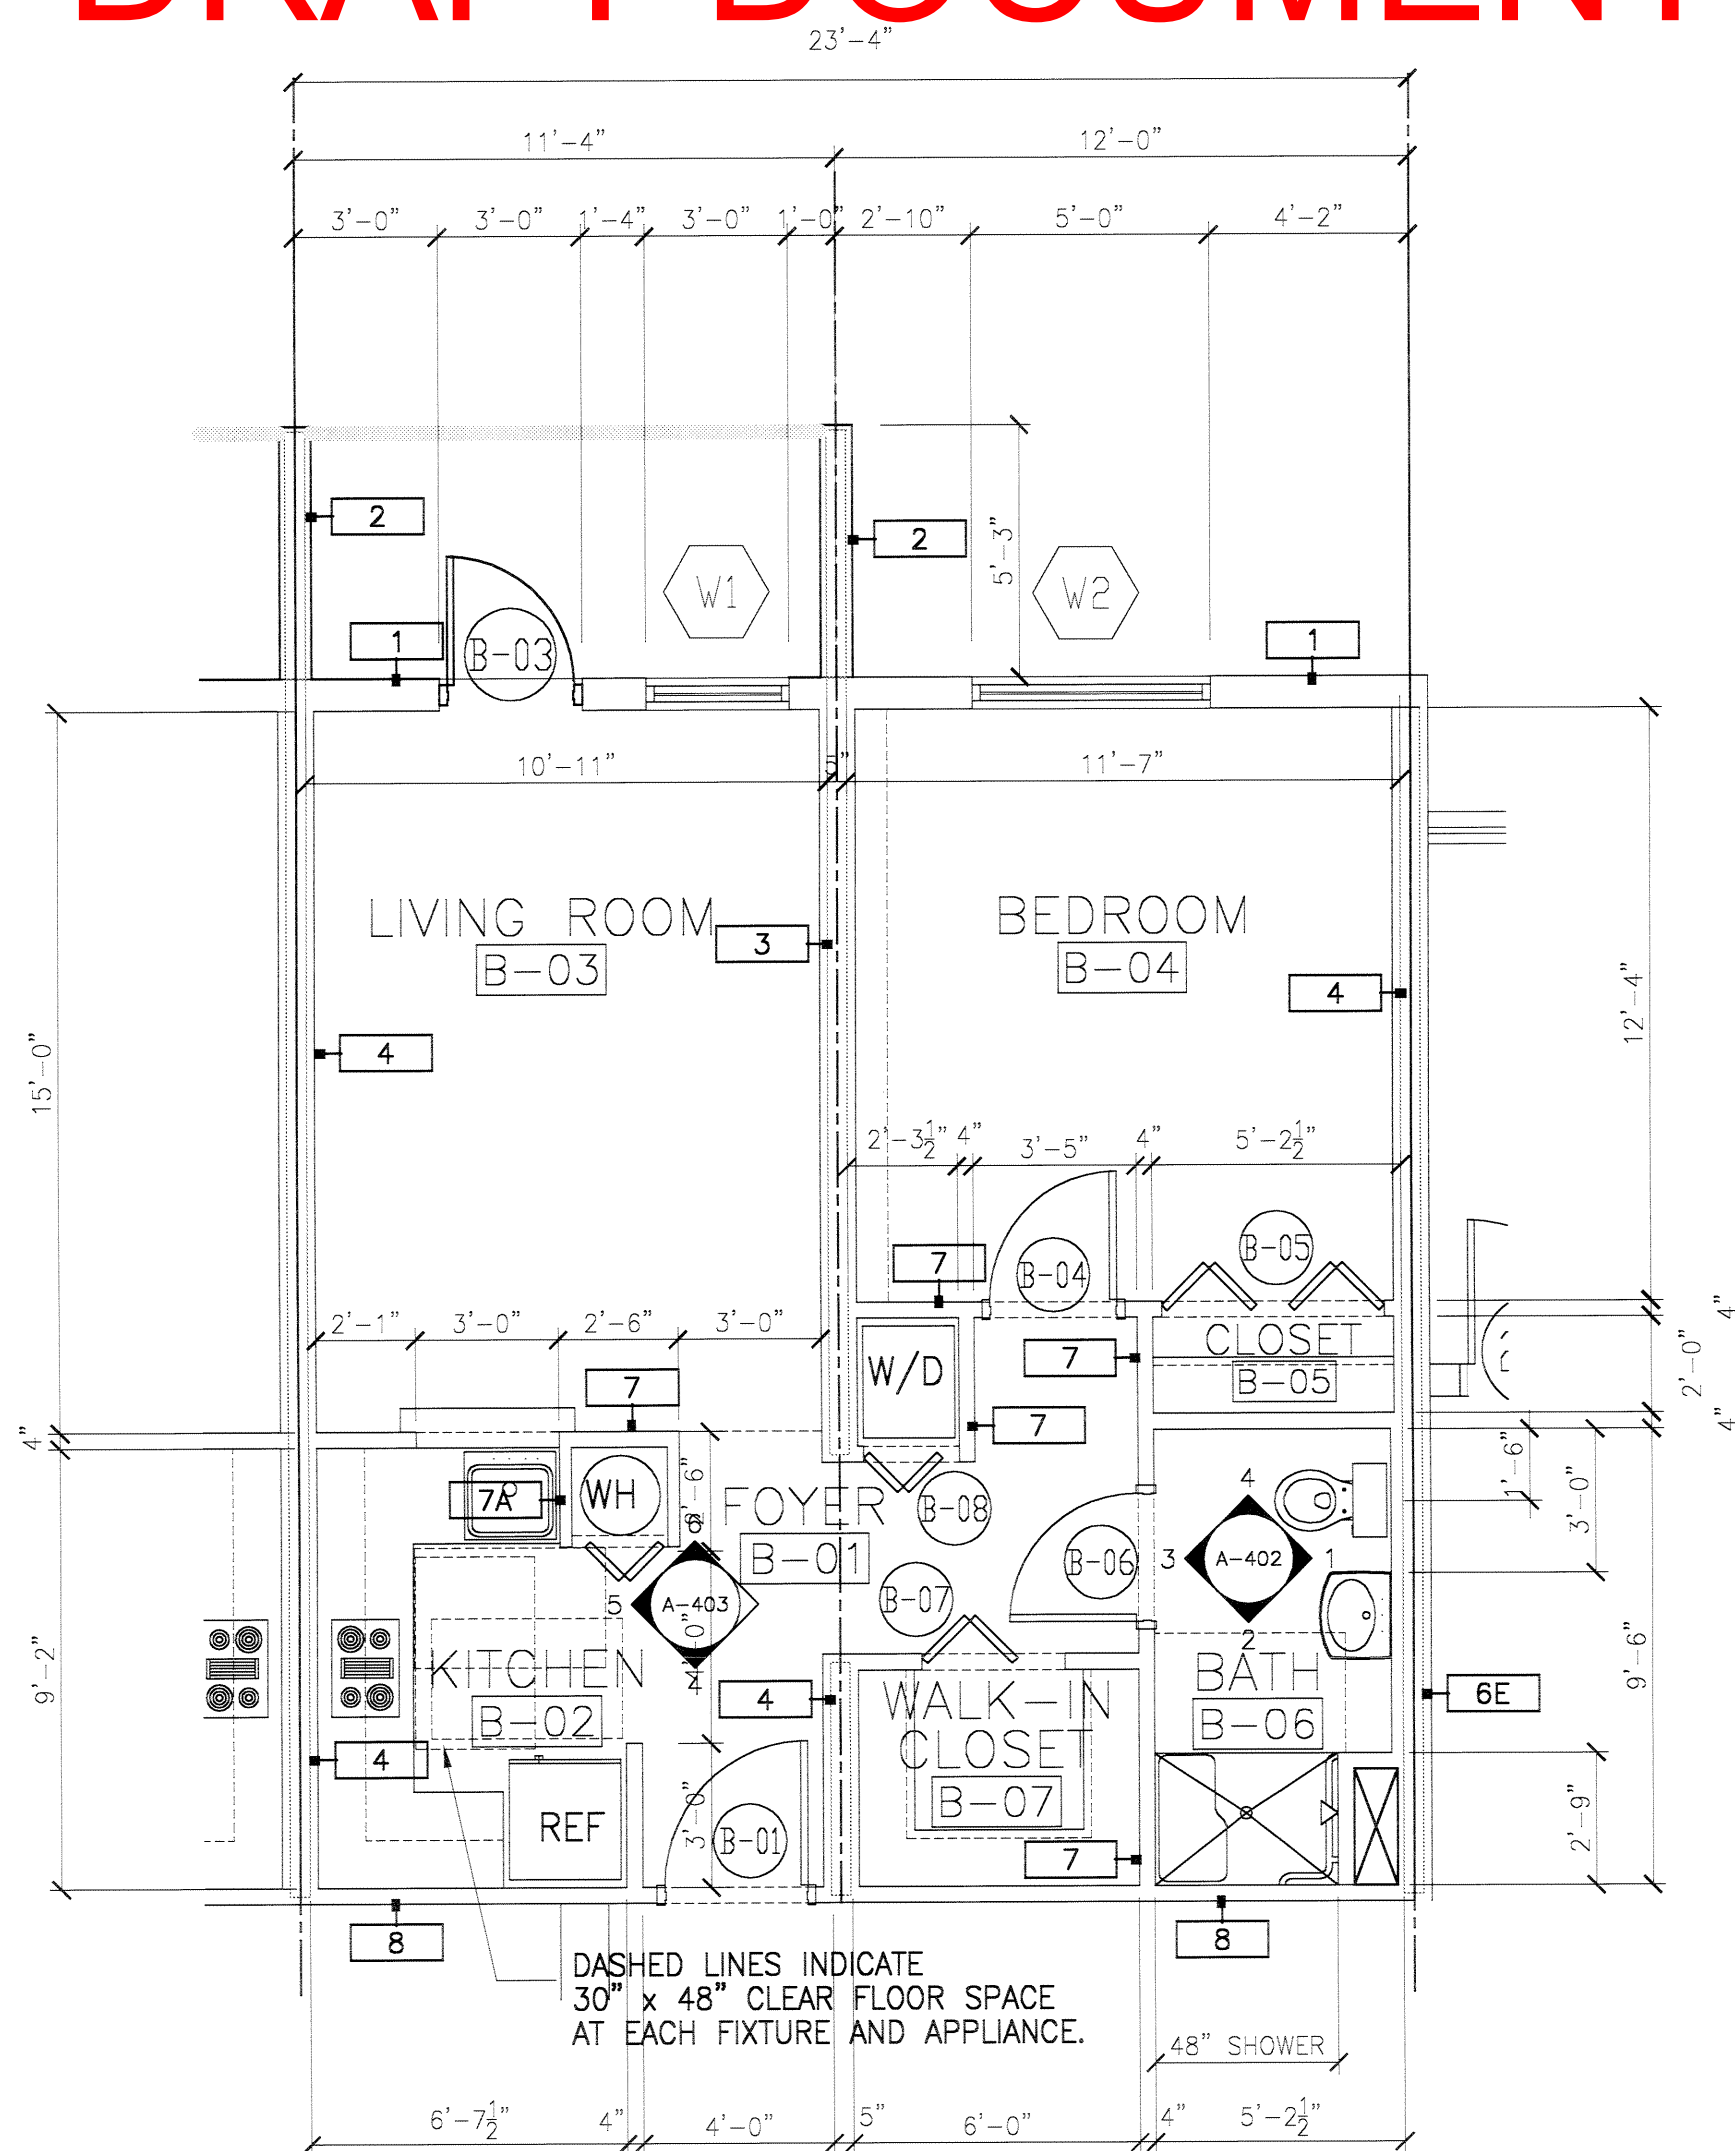 DRAFT DOCUMENT
23'-4"
11'-4" 12'-0"
3'-0" 3'-0" 1'-4" 3'-0" 1'-0" 2'-10" 5'-0" 4'-2"
2
2
5'-3"
W1
W2
1
B-03
1
10'-11" 5" 11'-7"
LIVING ROOM
B-03
3
BEDROOM
B-04
4
4
15'-0"
12'-4"
2'-3½" 4" 3'-5" 4" 5'-2½"
7
B-04
B-05
2'-1" 3'-0" 2'-6" 3'-0"
4"
2'-0"
4"
7
W/D
7
CLOSET
B-05
7
4"
7A
WH
FOYER
B-01
B-08
B-07
B-06
6
5
A-403
4
3
A-402
1
2
1'-6"
3'-0"
9'-2"
9'-6"
KITCHEN
B-02
4
4
WALK-IN
CLOSET
B-07
BATH
B-06
6E
REF
3'-0"
B-01
7
2'-9"
8
8
DASHED LINES INDICATE
30" x 48" CLEAR FLOOR SPACE
AT EACH FIXTURE AND APPLIANCE.
48" SHOWER
6'-7½" 4" 4'-0" 5" 6'-0" 4" 5'-2½"